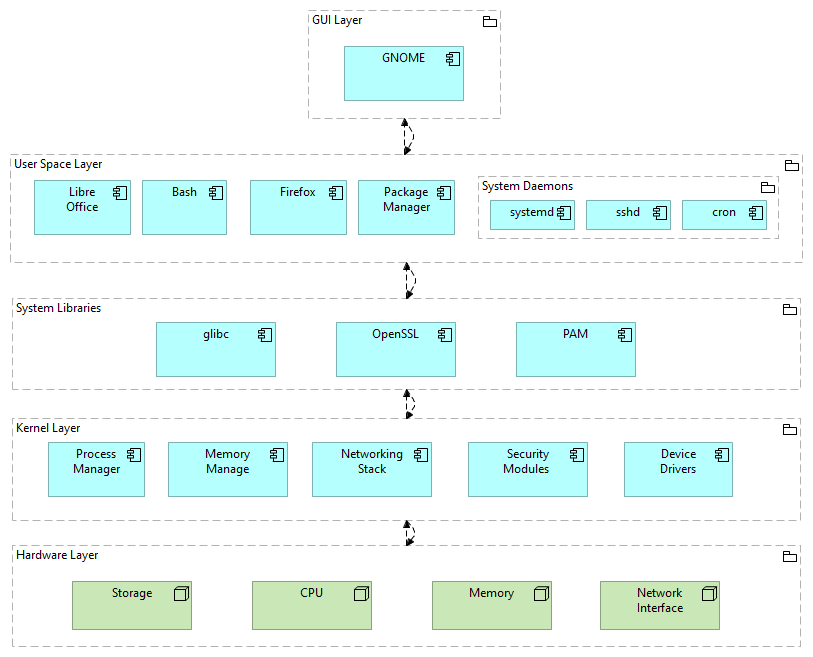 GUI Layer
GNOME
User Space Layer
Libre
Office
Bash
Firefox
Package
Manager
System Daemons
systemd
sshd
cron
System Libraries
glibc
OpenSSL
PAM
Kernel Layer
Process
Manager
Memory
Manage
Networking
Stack
Security
Modules
Device
Drivers
Hardware Layer
Storage
CPU
Memory
Network
Interface